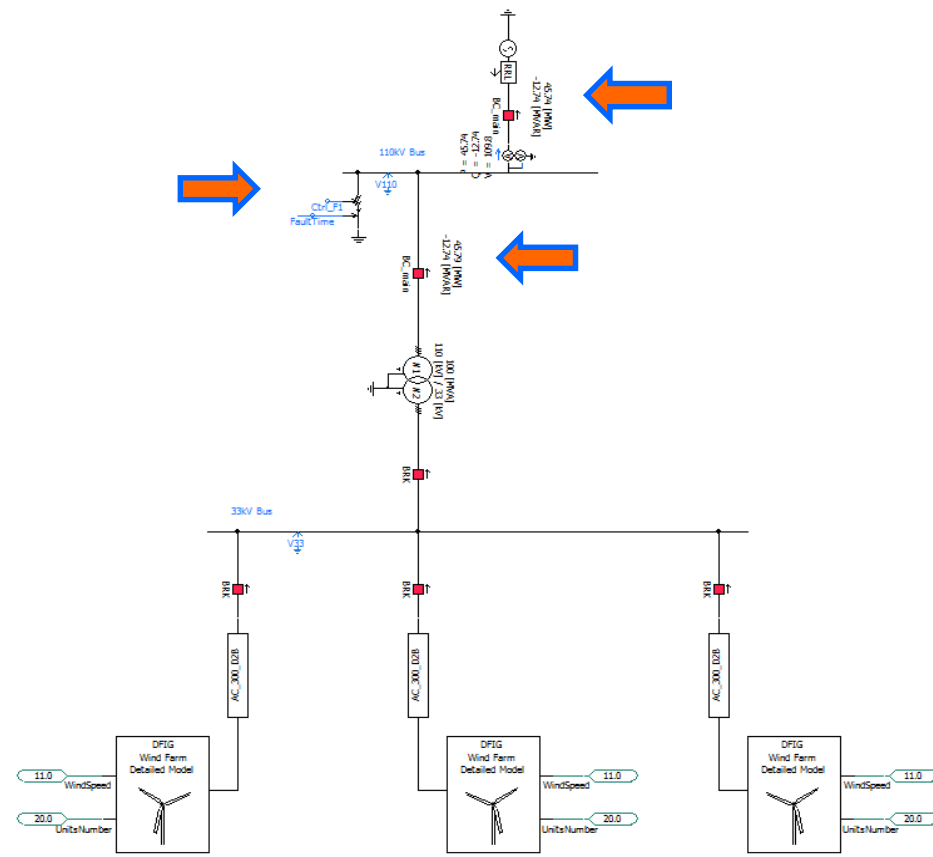 S
RRL
BC_main
45.74 [MW]
-12.74 [MVAR]
P = 45.74
Q = -12.74
V = 109.8
110kV Bus
V110
Ctrl_F1
FaultTime
BC_main
45.79 [MW]
-12.74 [MVAR]
#1
#2
100 [MVA]
110 [kV] / 33 [kV]
BRK
33kV Bus
V33
BRK
BRK
BRK
AC_300_D2B
AC_300_D2B
AC_300_D2B
DFIG
Wind Farm
Detailed Model
11.0
WindSpeed
20.0
UnitsNumber
DFIG
Wind Farm
Detailed Model
11.0
WindSpeed
20.0
UnitsNumber
DFIG
Wind Farm
Detailed Model
11.0
WindSpeed
20.0
UnitsNumber